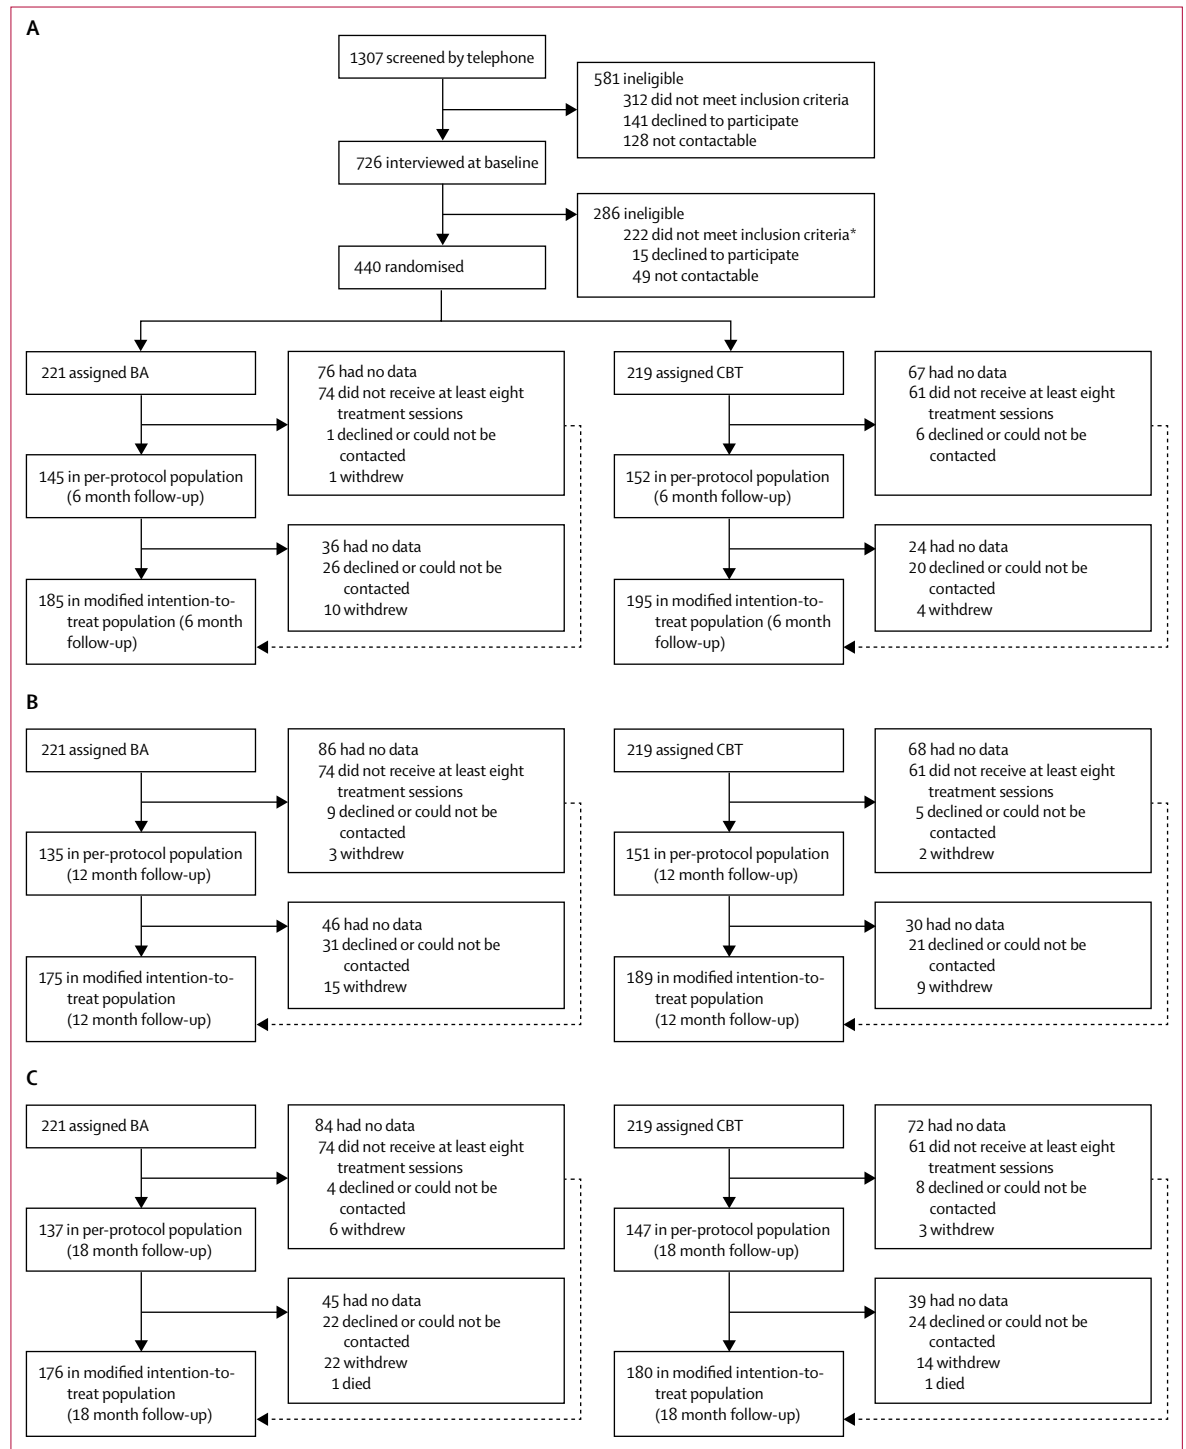 A
1307 screened by telephone
581 ineligible
312 did not meet inclusion criteria
141 declined to participate
128 not contactable
726 interviewed at baseline
286 ineligible
222 did not meet inclusion criteria*
15 declined to participate
49 not contactable
440 randomised
221 assigned BA
76 had no data
74 did not receive at least eight
treatment sessions
1 declined or could not be
contacted
1 withdrew
145 in per-protocol population
(6 month follow-up)
36 had no data
26 declined or could not be
contacted
10 withdrew
185 in modified intention-to-
treat population (6 month
follow-up)
219 assigned CBT
67 had no data
61 did not receive at least eight
treatment sessions
6 declined or could not be
contacted
152 in per-protocol population
(6 month follow-up)
24 had no data
20 declined or could not be
contacted
4 withdrew
195 in modified intention-to-
treat population (6 month
follow-up)
B
221 assigned BA
86 had no data
74 did not receive at least eight
treatment sessions
9 declined or could not be
contacted
3 withdrew
135 in per-protocol population
(12 month follow-up)
46 had no data
31 declined or could not be
contacted
15 withdrew
175 in modified intention-to-
treat population
(12 month follow-up)
219 assigned CBT
68 had no data
61 did not receive at least eight
treatment sessions
5 declined or could not be
contacted
2 withdrew
151 in per-protocol population
(12 month follow-up)
30 had no data
21 declined or could not be
contacted
9 withdrew
189 in modified intention-to-
treat population
(12 month follow-up)
C
221 assigned BA
84 had no data
74 did not receive at least eight
treatment sessions
4 declined or could not be
contacted
6 withdrew
137 in per-protocol population
(18 month follow-up)
45 had no data
22 declined or could not be
contacted
22 withdrew
1 died
176 in modified intention-to-
treat population
(18 month follow-up)
219 assigned CBT
72 had no data
61 did not receive at least eight
treatment sessions
8 declined or could not be
contacted
3 withdrew
147 in per-protocol population
(18 month follow-up)
39 had no data
24 declined or could not be
contacted
14 withdrew
1 died
180 in modified intention-to-
treat population
(18 month follow-up)